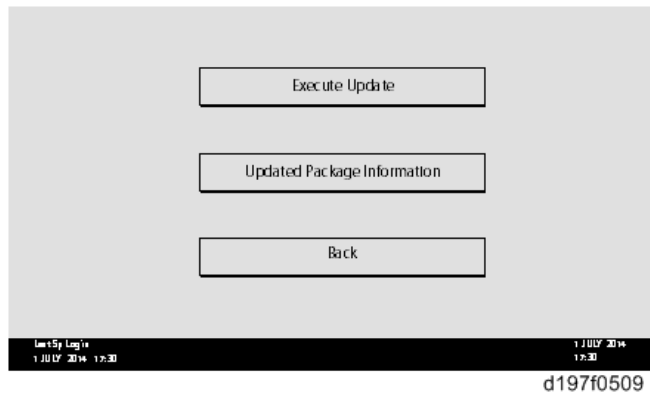 Execute Update
Updated Package Information
Back
Last Sp Login
1 JULY 2014 17:30
1 JULY 2014
17:30
d197f0509